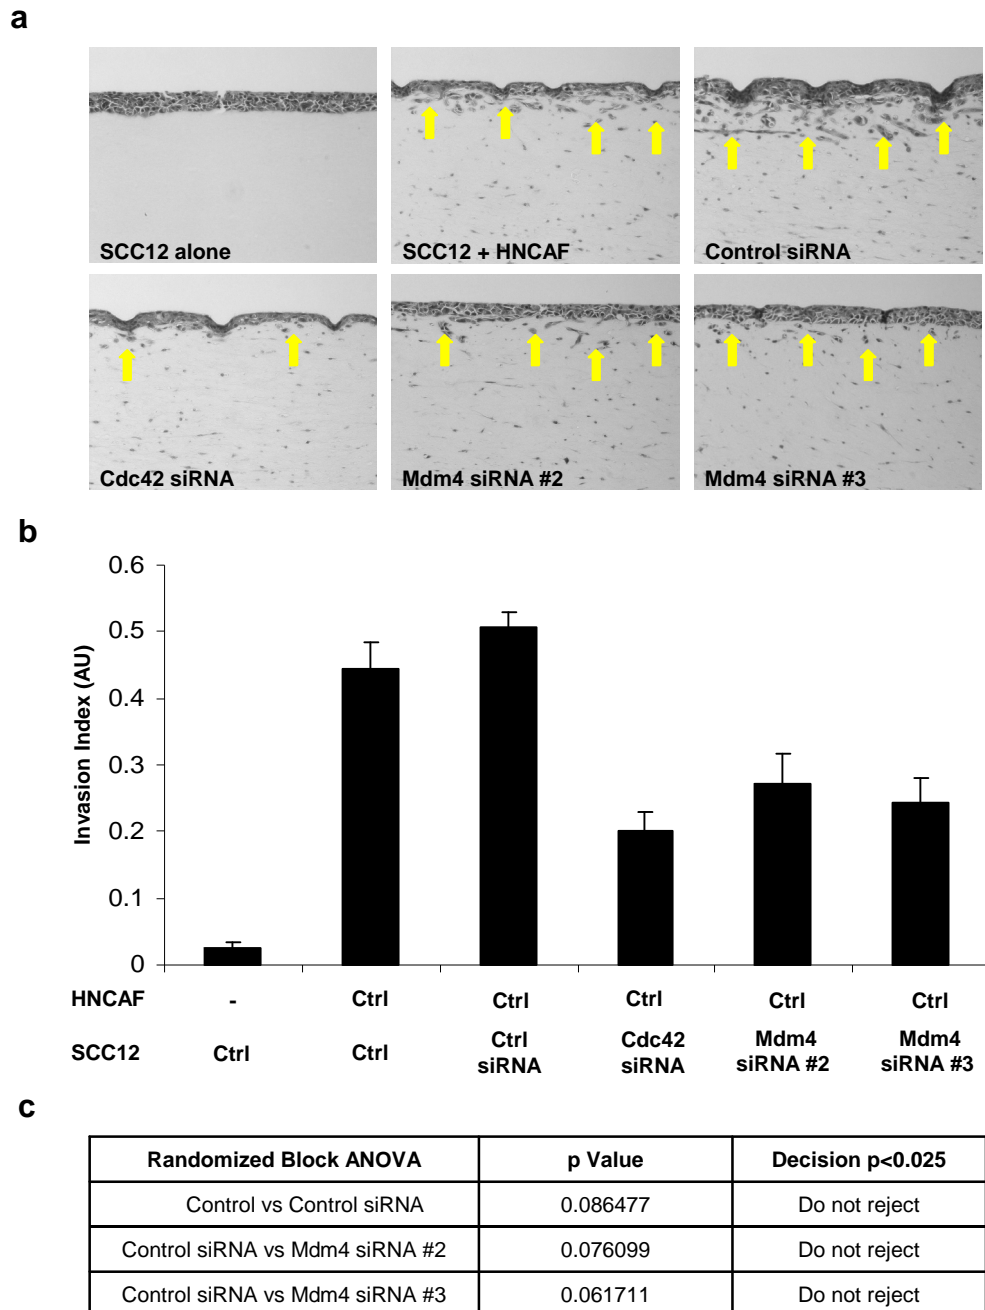 a
SCC12 alone
SCC12 + HNCAF
Control siRNA
Cdc42 siRNA
Mdm4 siRNA #2
Mdm4 siRNA #3
b
Invasion Index (AU)
0.6
0.5
0.4
0.3
0.2
0.1
0
HNCAF - Ctrl Ctrl Ctrl Ctrl Ctrl
SCC12 Ctrl Ctrl Ctrl siRNA Cdc42 siRNA Mdm4 siRNA #2 Mdm4 siRNA #3
c
Randomized Block ANOVA p Value Decision p<0.025
Control vs Control siRNA 0.086477 Do not reject
Control siRNA vs Mdm4 siRNA #2 0.076099 Do not reject
Control siRNA vs Mdm4 siRNA #3 0.061711 Do not reject